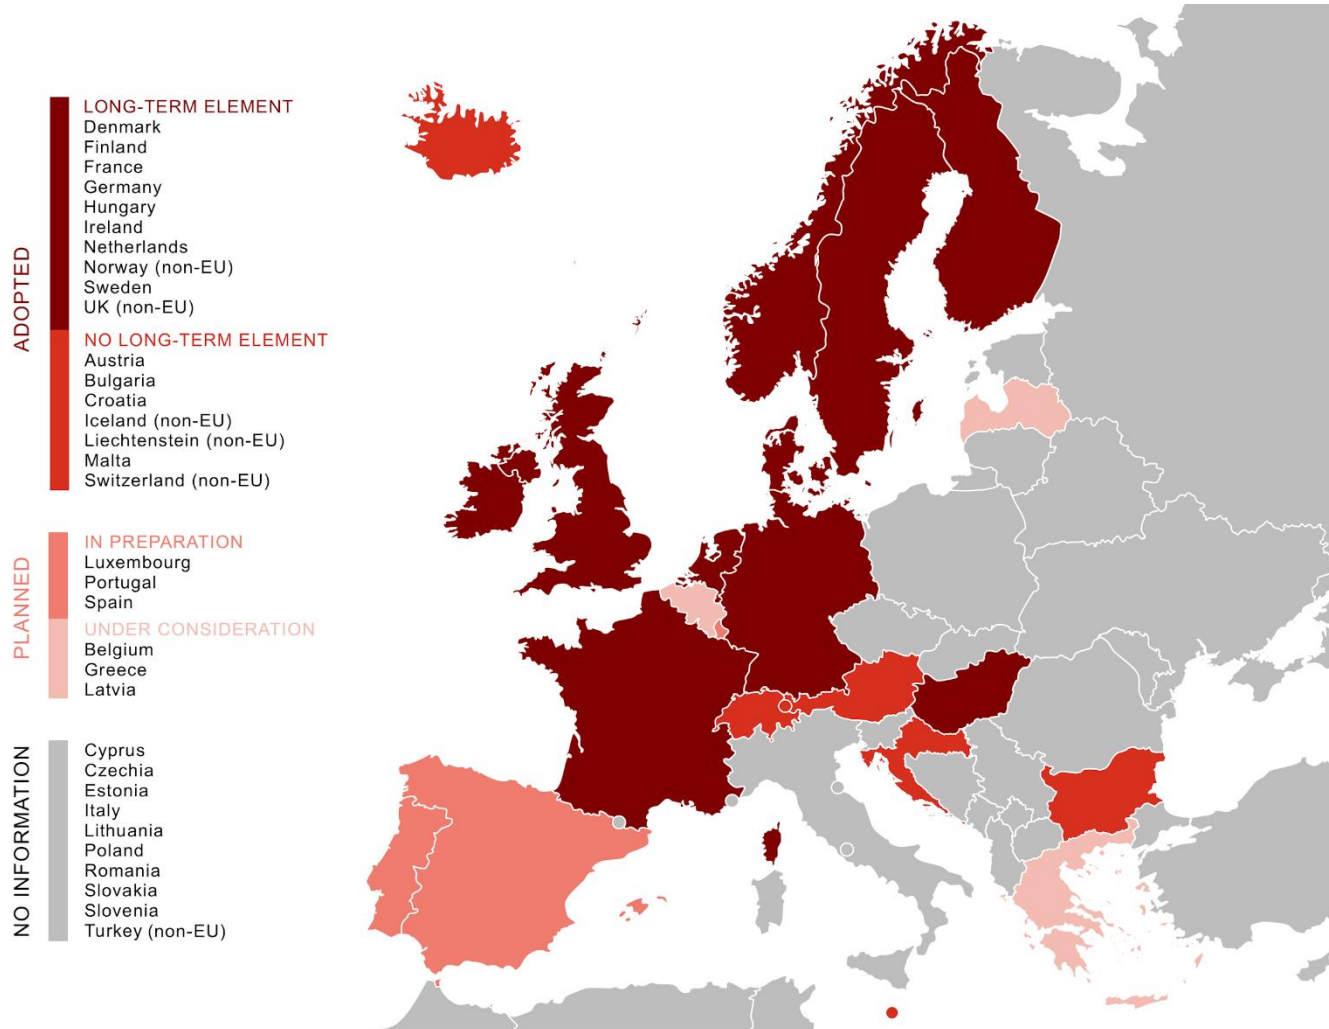 ADOPTED
LONG-TERM ELEMENT
Denmark
Finland
France
Germany
Hungary
Ireland
Netherlands
Norway (non-EU)
Sweden
UK (non-EU)
NO LONG-TERM ELEMENT
Austria
Bulgaria
Croatia
Iceland (non-EU)
Liechtenstein (non-EU)
Malta
Switzerland (non-EU)
PLANNED
IN PREPARATION
Luxembourg
Portugal
Spain
UNDER CONSIDERATION
Belgium
Greece
Latvia
NO INFORMATION
Cyprus
Czechia
Estonia
Italy
Lithuania
Poland
Romania
Slovakia
Slovenia
Turkey (non-EU)